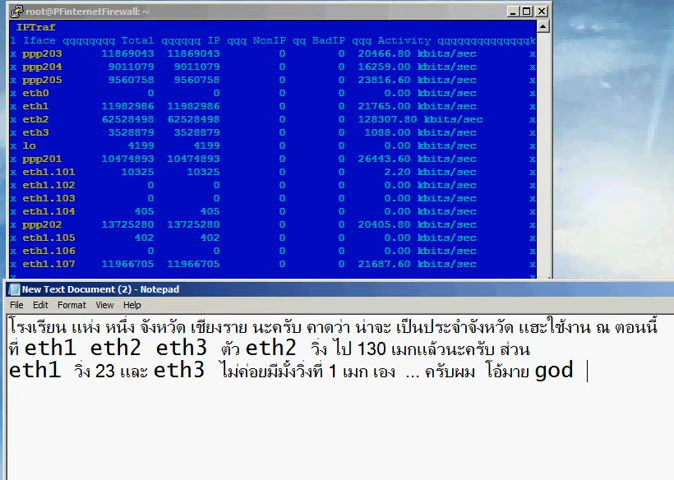 root@PFinternetFirewall: ~
IPTraf
l Iface qqqqqqqq Total qqqqqq IP qqq NonIP qq BadIP qqq Activity qqqqqqqqqqqqqqqk
x ppp203 11869043 11869043 0 0 20466.80 kbits/sec x
x ppp204 9011079 9011079 0 0 16259.00 kbits/sec x
x ppp205 9560758 9560758 0 0 23816.60 kbits/sec x
x eth0 0 0 0 0 0.00 kbits/sec x
x eth1 11982986 11982986 0 0 21765.00 kbits/sec x
x eth2 62528498 62528498 0 0 128307.80 kbits/sec x
x eth3 3528879 3528879 0 0 1088.00 kbits/sec x
x lo 4199 4199 0 0 0.00 kbits/sec x
x ppp201 10474893 10474893 0 0 26443.60 kbits/sec x
x eth1.101 10325 10325 0 0 2.20 kbits/sec x
x eth1.102 0 0 0 0 0.00 kbits/sec x
x eth1.103 0 0 0 0 0.00 kbits/sec x
x eth1.104 405 405 0 0 0.00 kbits/sec x
x ppp202 13725280 13725280 0 0 20405.80 kbits/sec x
x eth1.105 402 402 0 0 0.00 kbits/sec x
x eth1.106 0 0 0 0 0.00 kbits/sec x
x eth1.107 11966705 11966705 0 0 21687.60 kbits/sec x
New Text Document (2) - Notepad
File Edit Format View Help
โรงเรียน แห่ง หนึ่ง จังหวัด เชียงราย นะครับ คาดว่า น่าจะ เป็นประจำจังหวัด แฮะใช้งาน ณ ตอนนี้
ที่ eth1 eth2 eth3 ตัว eth2 วิ่ง ไป 130 เมกแล้วนะครับ ส่วน
eth1 วิ่ง 23 และ eth3 ไม่ค่อยมีมั้งวิ่งที่ 1 เมก เอง ... ครับผม โอ้มาย god